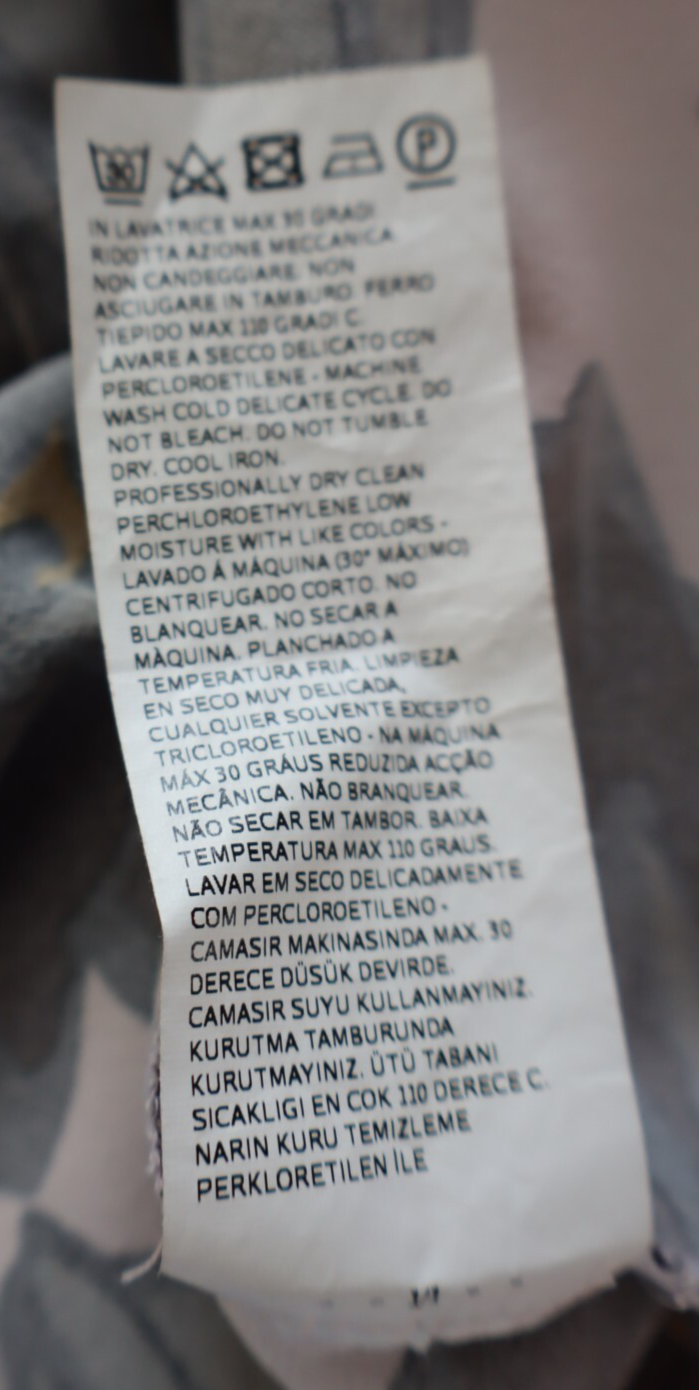 30
P
IN LAVATRICE MAX 30 GRADI
RIDOTTA AZIONE MECCANICA
NON CANDEGGIARE. NON
ASCIUGARE IN TAMBURO. FERRO
TIEPIDO MAX 110 GRADI C.
LAVARE A SECCO DELICATO CON
PERCLOROETILENE - MACHINE
WASH COLD DELICATE CYCLE. DO
NOT BLEACH. DO NOT TUMBLE
DRY. COOL IRON.
PROFESSIONALLY DRY CLEAN
PERCHLOROETHYLENE LOW
MOISTURE WITH LIKE COLORS -
LAVADO Á MÁQUINA (30° MÁXIMO)
CENTRIFUGADO CORTO. NO
BLANQUEAR. NO SECAR A
MÀQUINA. PLANCHADO A
TEMPERATURA FRIA. LIMPIEZA
EN SECO MUY DELICADA,
CUALQUIER SOLVENTE EXCEPTO
TRICLOROETILENO - NA MÁQUINA
MÁX 30 GRÁUS REDUZIDA ACÇÃO
MECÂNICA. NÃO BRANQUEAR.
NÃO SECAR EM TAMBOR. BAIXA
TEMPERATURA MAX 110 GRAUS.
LAVAR EM SECO DELICADAMENTE
COM PERCLOROETILENO -
CAMASIR MAKINASINDA MAX. 30
DERECE DÜSÜK DEVIRDE.
CAMASIR SUYU KULLANMAYINIZ.
KURUTMA TAMBURUNDA
KURUTMAYINIZ. ÜTÜ TABANI
SICAKLIGI EN COK 110 DERECE C.
NARIN KURU TEMIZLEME
PERKLORETILEN İLE